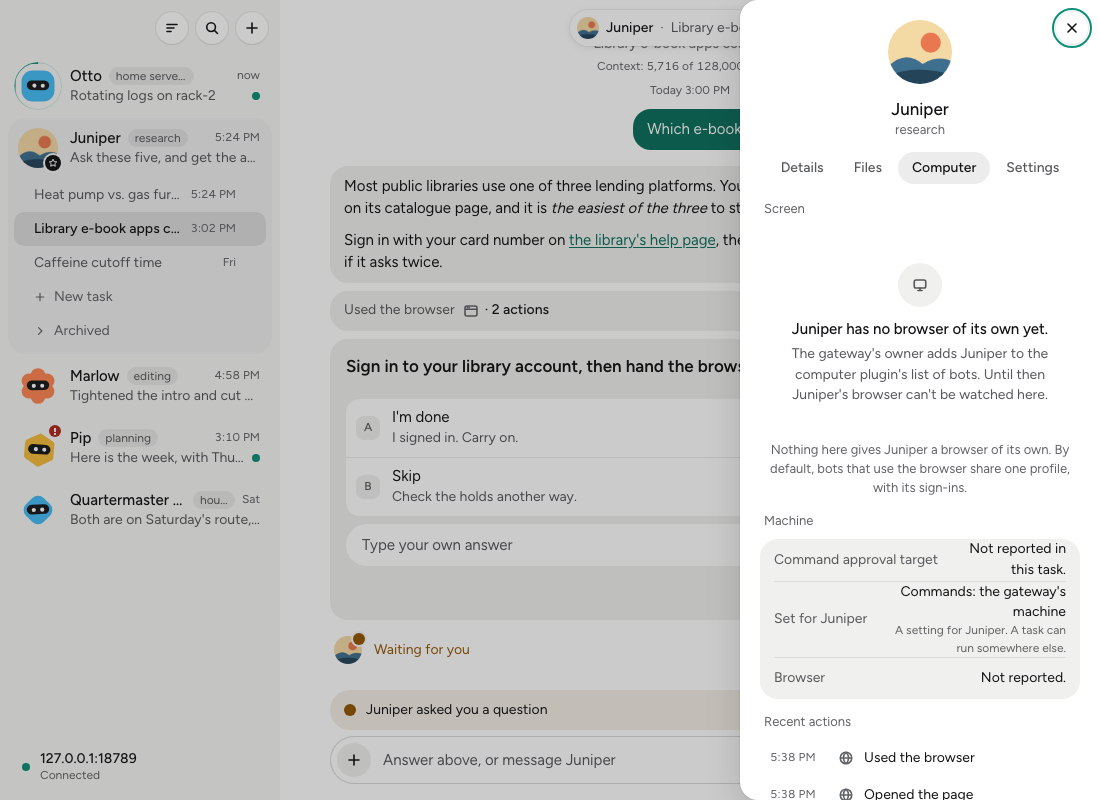 Otto home serve... now
Rotating logs on rack-2
Juniper research 5:24 PM
Ask these five, and get the a...
Heat pump vs. gas fur... 5:24 PM
Library e-book apps c... 3:02 PM
Caffeine cutoff time Fri
+ New task
Archived
Marlow editing 4:58 PM
Tightened the intro and cut ...
Pip planning 3:10 PM
Here is the week, with Thu...
Quartermaster ... hou... Sat
Both are on Saturday's route,...
127.0.0.1:18789
Connected
Juniper · Library e-b
Context: 5,716 of 128,000
Today 3:00 PM
Which e-book
Most public libraries use one of three lending platforms. You
on its catalogue page, and it is the easiest of the three to st
Sign in with your card number on the library's help page, the
if it asks twice.
Used the browser · 2 actions
Sign in to your library account, then hand the brows
A I'm done
I signed in. Carry on.
B Skip
Check the holds another way.
Type your own answer
Waiting for you
Juniper asked you a question
Answer above, or message Juniper
Juniper
research
Details Files Computer Settings
Screen
Juniper has no browser of its own yet.
The gateway's owner adds Juniper to the
computer plugin's list of bots. Until then
Juniper's browser can't be watched here.
Nothing here gives Juniper a browser of its own. By
default, bots that use the browser share one profile,
with its sign-ins.
Machine
Command approval target Not reported in
this task.
Set for Juniper Commands: the gateway's
machine
A setting for Juniper. A task can
run somewhere else.
Browser Not reported.
Recent actions
5:38 PM Used the browser
5:38 PM Opened the page